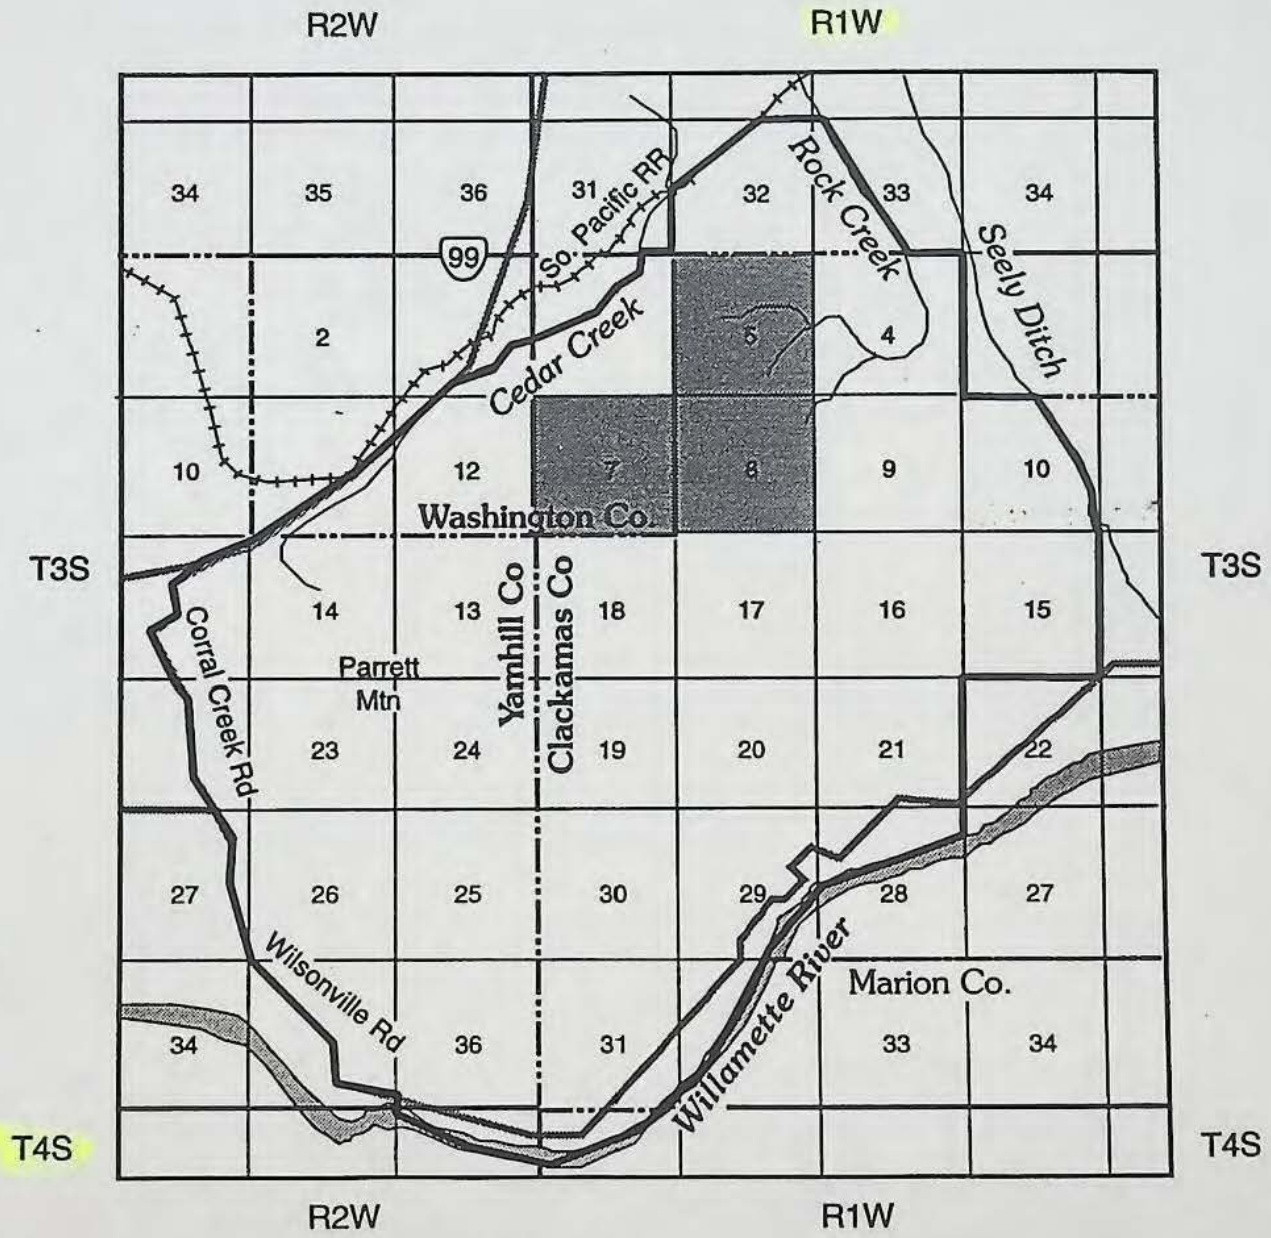 R2W R1W
34 35 36 31 32 33 34
So. Pacific RR
Rock Creek
99
Seely Ditch
2 5 4
Cedar Creek
10 12 7 8 9 10
Washington Co.
T3S T3S
Yamhill Co
Clackamas Co
14 13 18 17 16 15
Corral Creek Rd
Parrett
Mtn
23 24 19 20 21 22
27 26 25 30 29 28 27
Wilsonville Rd
Willamette River
Marion Co.
34 36 31 33 34
T4S T4S
R2W R1W